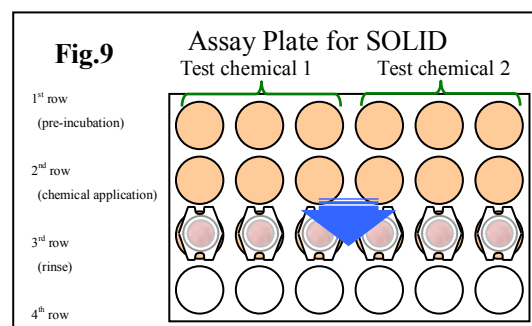 Fig.9
Assay Plate for SOLID
Test chemical 1
Test chemical 2
1st row
(pre-incubation)
2nd row
(chemical application)
3rd row
(rinse)
4th row